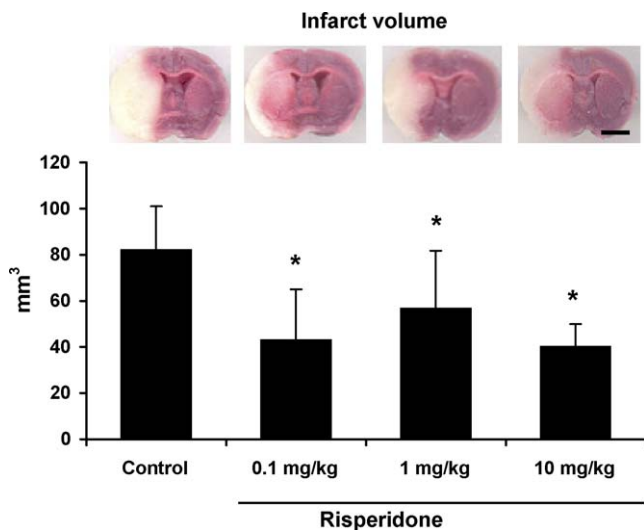 Infarct volume
120
100
80
60
40
20
0
mm³
*
*
*
Control 0.1 mg/kg 1 mg/kg 10 mg/kg
Risperidone